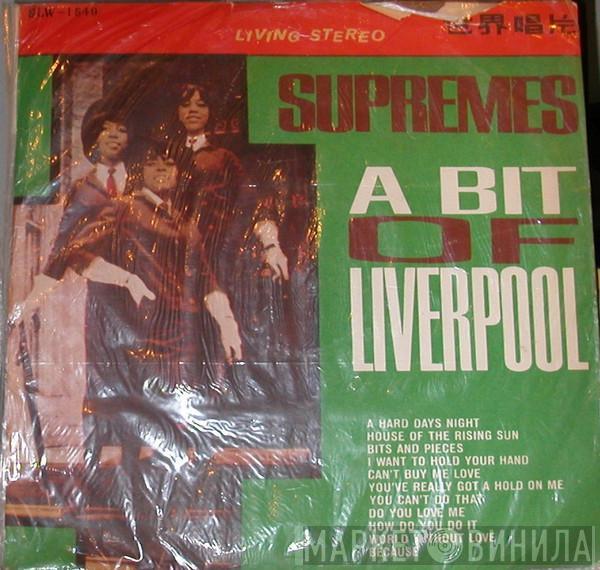 SLW-1540
LIVING STEREO
世界唱片
SUPREMES
A BIT
OF
LIVERPOOL
A HARD DAYS NIGHT
HOUSE OF THE RISING SUN
BITS AND PIECES
I WANT TO HOLD YOUR HAND
CAN'T BUY ME LOVE
YOU'VE REALLY GOT A HOLD ON ME
YOU CAN'T DO THAT
DO YOU LOVE ME
HOW DO YOU DO IT
WORLD WITHOUT LOVE
BECAUSE
МАРКЕТ ВИНИЛА